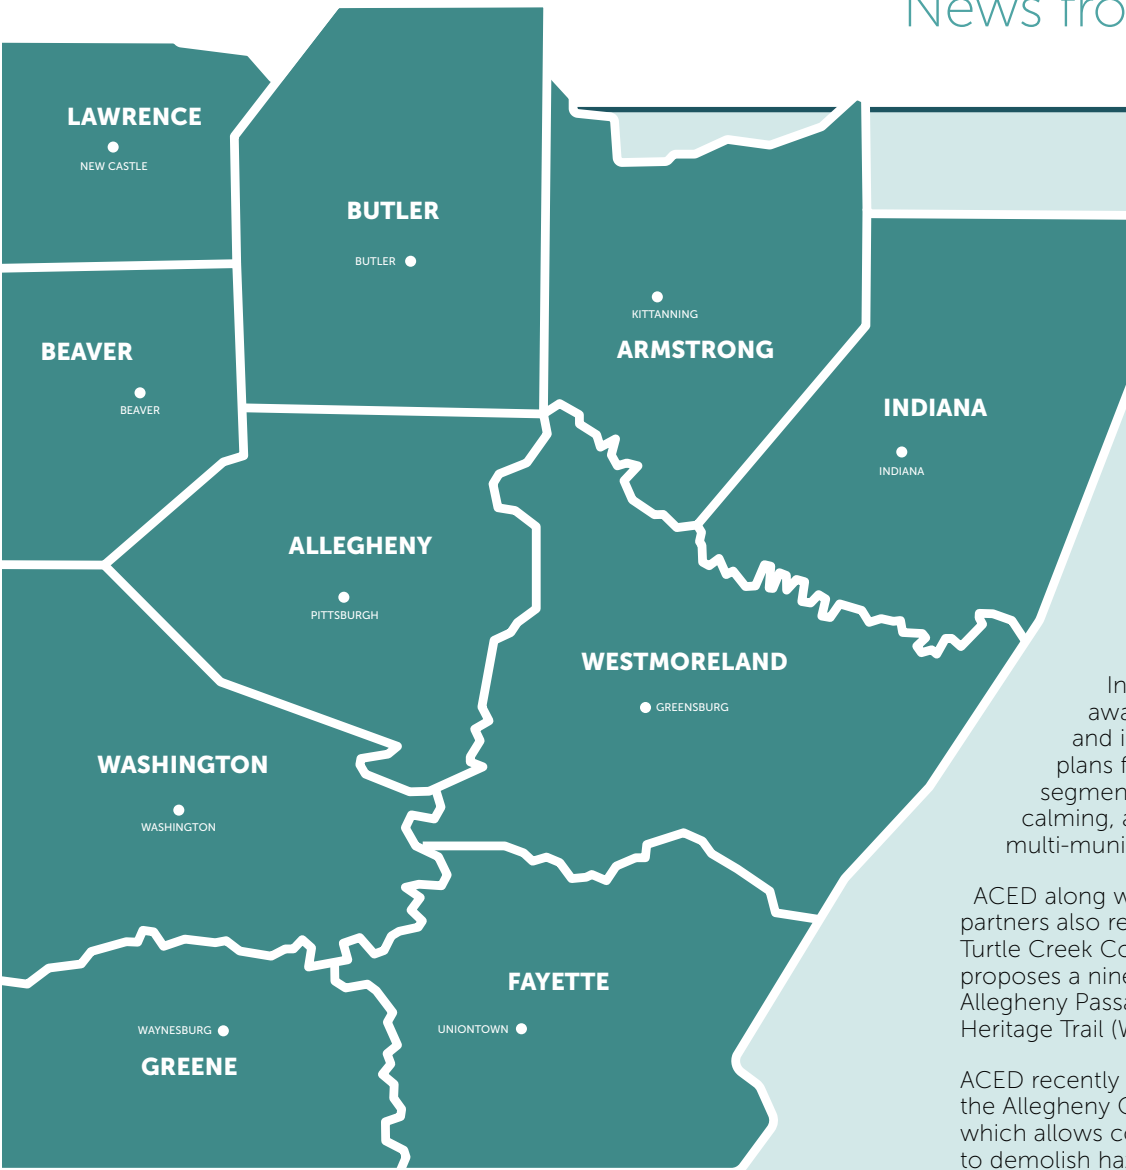 News fro
LAWRENCE
NEW CASTLE
BUTLER
BUTLER
KITTANNING
ARMSTRONG
BEAVER
BEAVER
INDIANA
INDIANA
ALLEGHENY
PITTSBURGH
WESTMORELAND
GREENSBURG
WASHINGTON
WASHINGTON
FAYETTE
UNIONTOWN
WAYNESBURG
GREENE
In
awa
and i
plans f
segmen
calming, a
multi-muni
ACED along w
partners also re
Turtle Creek Co
proposes a nine
Allegheny Passa
Heritage Trail (W
ACED recently
the Allegheny C
which allows co
to demolish ha